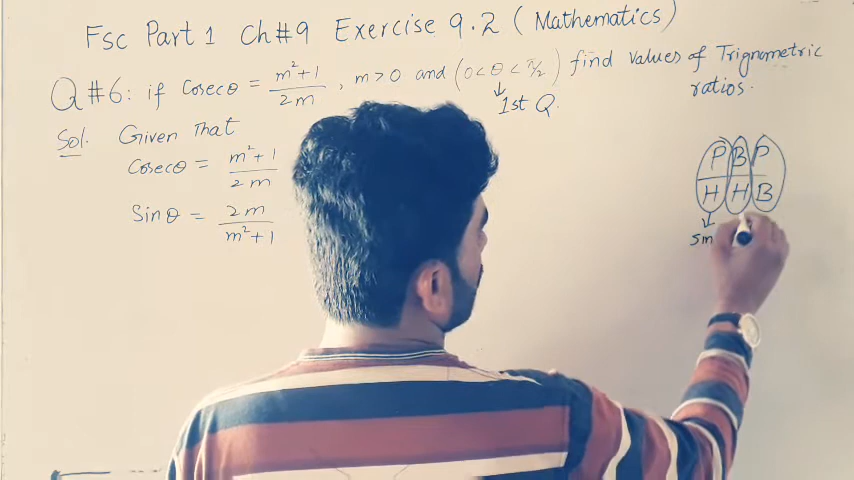 Fsc Part 1 Ch#9 Exercise 9.2 (Mathematics)
Q#6: if Cosecθ = m²+1/2m , m>0 and (0<θ<π/2) find values of Trignametric ratios.
↓
1st Q.
Sol. Given That
Cosecθ = m²+1/2m
Sinθ = 2m/m²+1
P B P
H H B
↓
Sin